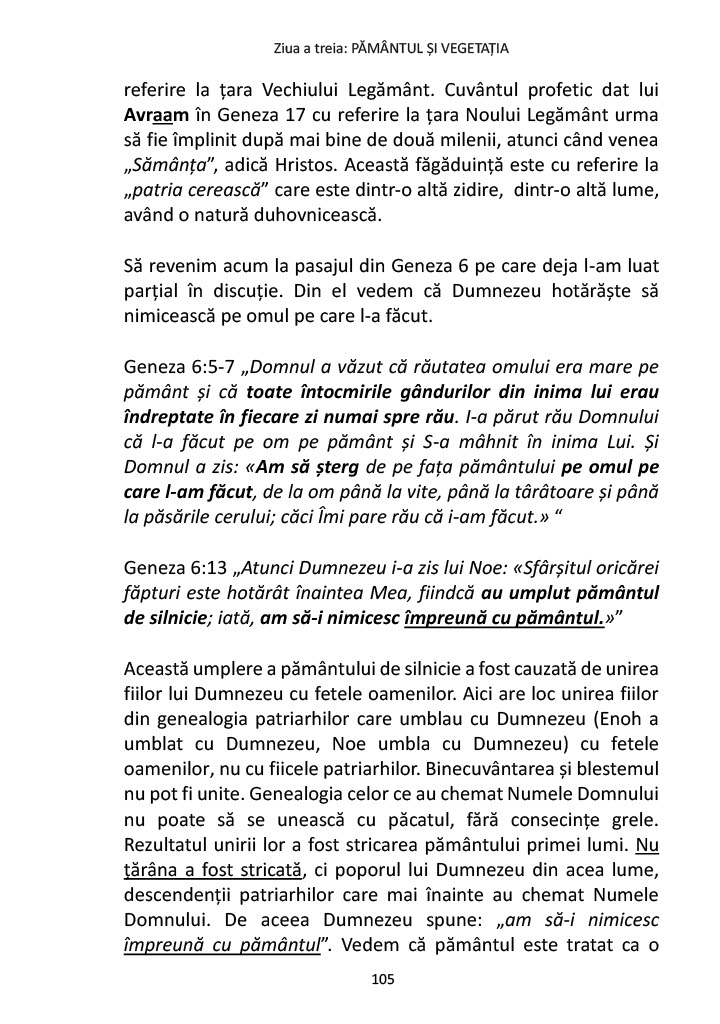 Ziua a treia: PĂMÂNTUL ȘI VEGETAȚIA
referire la țara Vechiului Legământ. Cuvântul profetic dat lui
Avraam în Geneza 17 cu referire la țara Noului Legământ urma
să fie împlinit după mai bine de două milenii, atunci când venea
„Sămânța”, adică Hristos. Această făgăduință este cu referire la
„patria cerească” care este dintr-o altă zidire, dintr-o altă lume,
având o natură duhovnicească.
Să revenim acum la pasajul din Geneza 6 pe care deja l-am luat
parțial în discuție. Din el vedem că Dumnezeu hotărăște să
nimicească pe omul pe care l-a făcut.
Geneza 6:5-7 „Domnul a văzut că răutatea omului era mare pe
pământ și că toate întocmirile gândurilor din inima lui erau
îndreptate în fiecare zi numai spre rău. I-a părut rău Domnului
că l-a făcut pe om pe pământ și S-a mâhnit în inima Lui. Și
Domnul a zis: «Am să șterg de pe fața pământului pe omul pe
care l-am făcut, de la om până la vite, până la târâtoare și până
la păsările cerului; căci Îmi pare rău că i-am făcut.» “
Geneza 6:13 „Atunci Dumnezeu i-a zis lui Noe: «Sfârșitul oricărei
făpturi este hotărât înaintea Mea, fiindcă au umplut pământul
de silnicie; iată, am să-i nimicesc împreună cu pământul.»”
Această umplere a pământului de silnicie a fost cauzată de unirea
fiilor lui Dumnezeu cu fetele oamenilor. Aici are loc unirea fiilor
din genealogia patriarhilor care umblau cu Dumnezeu (Enoh a
umblat cu Dumnezeu, Noe umbla cu Dumnezeu) cu fetele
oamenilor, nu cu fiicele patriarhilor. Binecuvântarea și blestemul
nu pot fi unite. Genealogia celor ce au chemat Numele Domnului
nu poate să se unească cu păcatul, fără consecințe grele.
Rezultatul unirii lor a fost stricarea pământului primei lumi. Nu
țărâna a fost stricată, ci poporul lui Dumnezeu din acea lume,
descendenții patriarhilor care mai înainte au chemat Numele
Domnului. De aceea Dumnezeu spune: „am să-i nimicesc
împreună cu pământul”. Vedem că pământul este tratat ca o
105